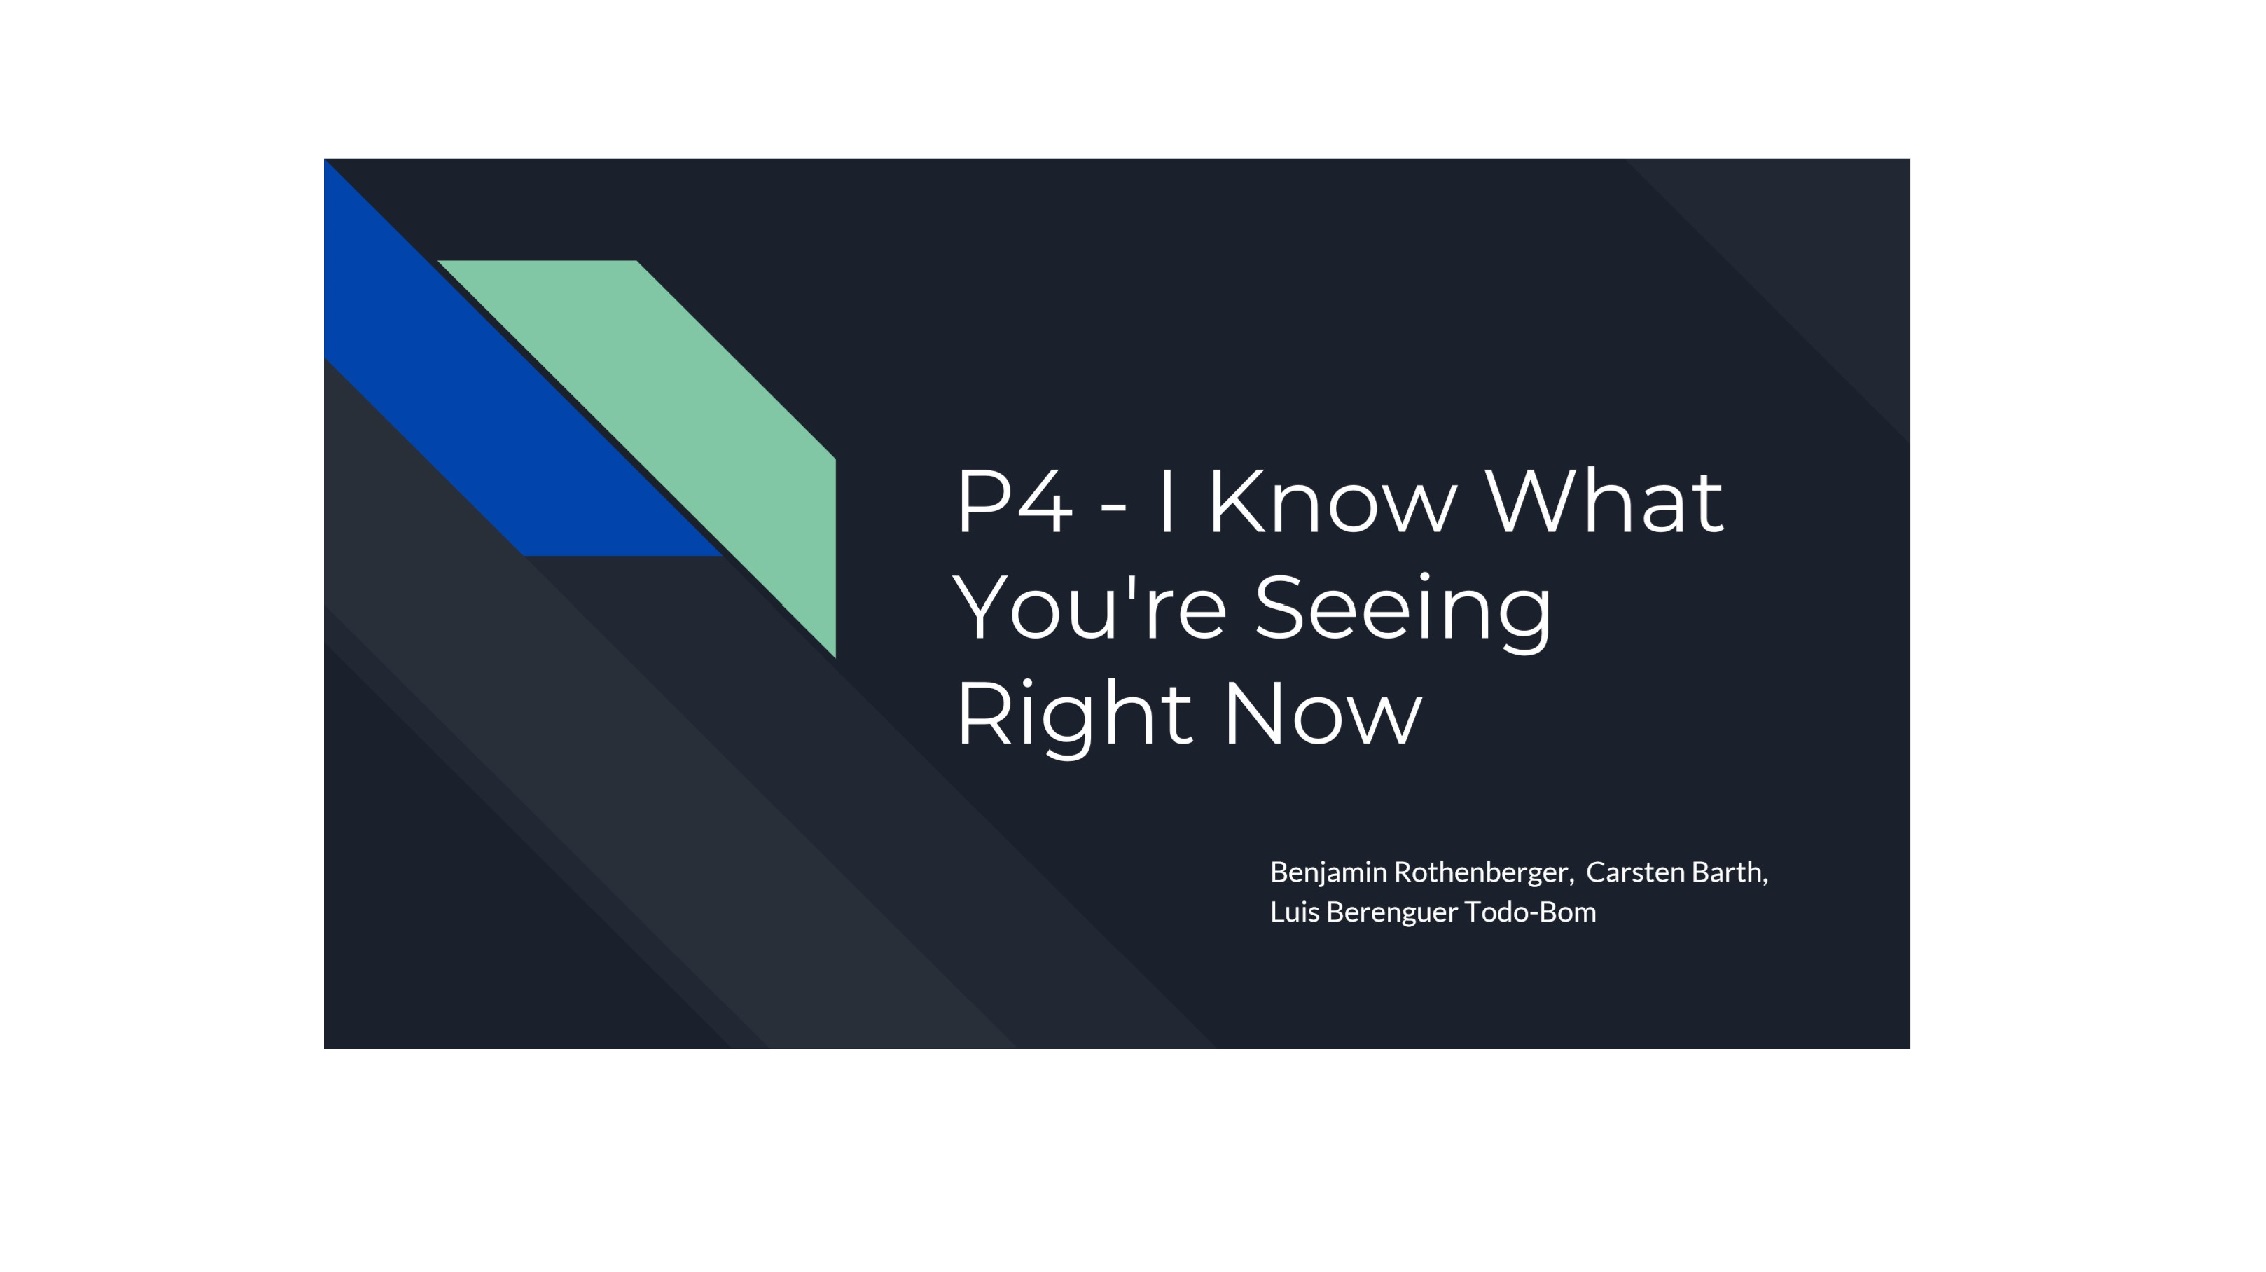 P4 - I Know What
You're Seeing
Right Now
Benjamin Rothenberger,  Carsten Barth,
Luis Berenguer Todo-Bom